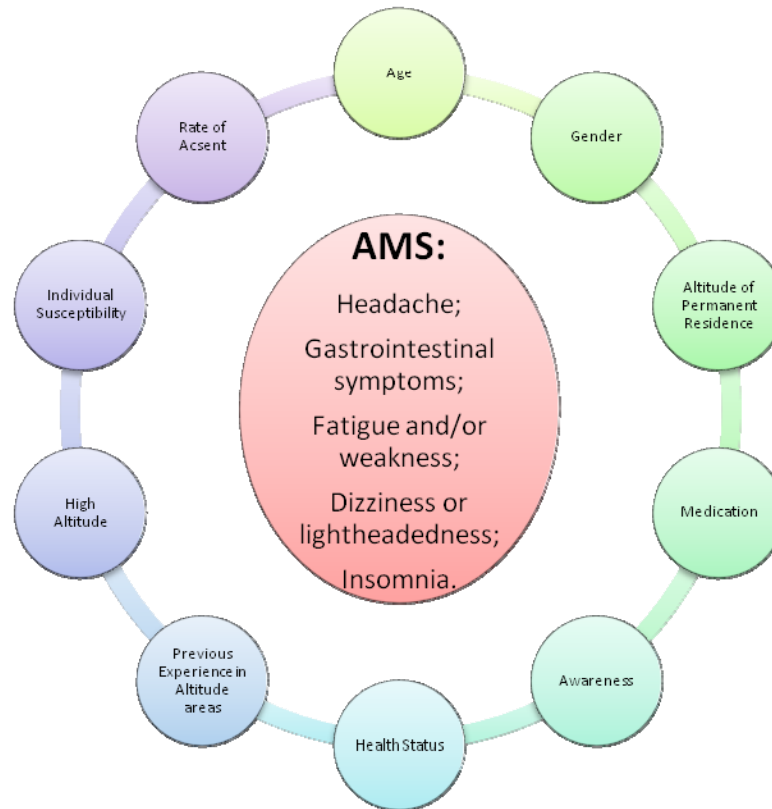 Age
Gender
Altitude of
Permanent
Residence
Medication
Awareness
Health Status
Previous
Experience in
Altitude
areas
High
Altitude
Individual
Susceptibility
Rate of
Acsent
AMS:
Headache;
Gastrointestinal
symptoms;
Fatigue and/or
weakness;
Dizziness or
lightheadedness;
Insomnia.